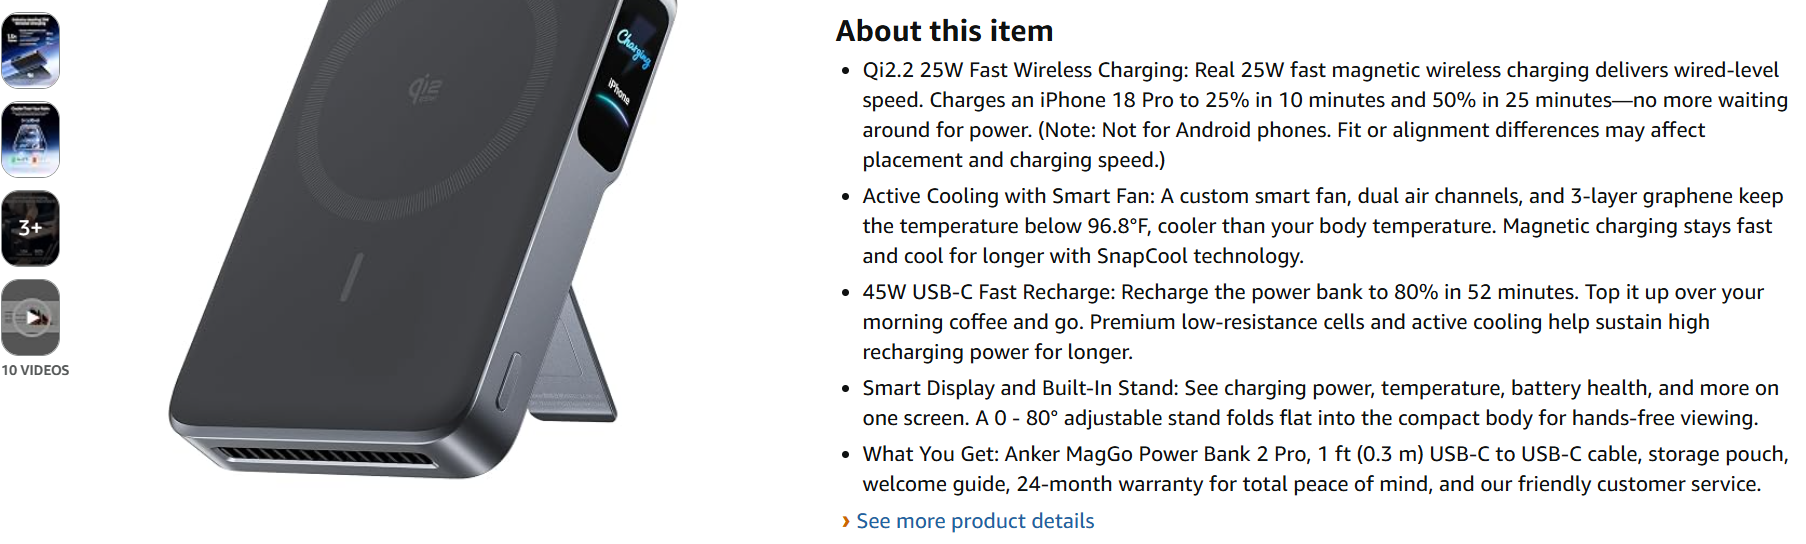 About this item
Qi2.2 25W Fast Wireless Charging: Real 25W fast magnetic wireless charging delivers wired-level
speed. Charges an iPhone 18 Pro to 25% in 10 minutes and 50% in 25 minutes—no more waiting
around for power. (Note: Not for Android phones. Fit or alignment differences may affect
placement and charging speed.)
Active Cooling with Smart Fan: A custom smart fan, dual air channels, and 3-layer graphene keep
the temperature below 96.8°F, cooler than your body temperature. Magnetic charging stays fast
and cool for longer with SnapCool technology.
45W USB-C Fast Recharge: Recharge the power bank to 80% in 52 minutes. Top it up over your
morning coffee and go. Premium low-resistance cells and active cooling help sustain high
recharging power for longer.
Smart Display and Built-In Stand: See charging power, temperature, battery health, and more on
one screen. A 0 - 80° adjustable stand folds flat into the compact body for hands-free viewing.
What You Get: Anker MagGo Power Bank 2 Pro, 1 ft (0.3 m) USB-C to USB-C cable, storage pouch,
welcome guide, 24-month warranty for total peace of mind, and our friendly customer service.
› See more product details
Charging
iPhone
qi2
3+
10 VIDEOS